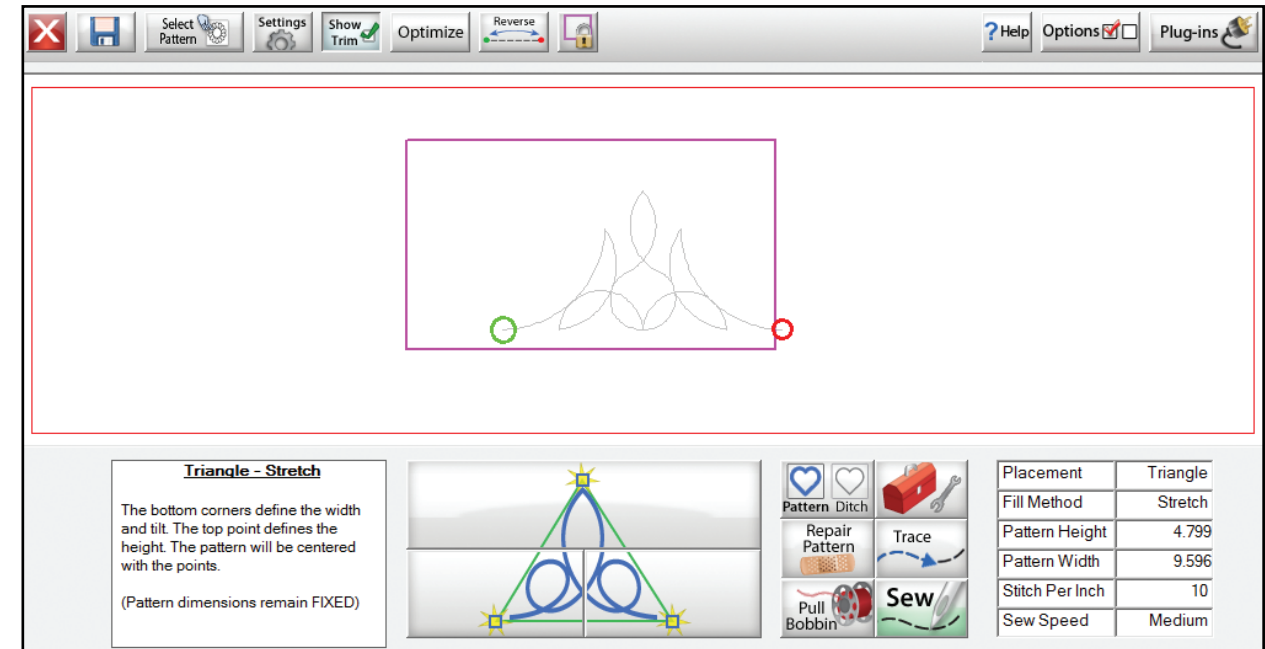 Select
Pattern
Settings
Show
Trim
Optimize
Reverse
? Help
Options
Plug-ins
Triangle - Stretch
The bottom corners define the width
and tilt. The top point defines the
height. The pattern will be centered
with the points.
(Pattern dimensions remain FIXED)
Pattern Ditch
Repair
Pattern
Trace
Pull
Bobbin
Sew
Placement Triangle
Fill Method Stretch
Pattern Height 4.799
Pattern Width 9.596
Stitch Per Inch 10
Sew Speed Medium